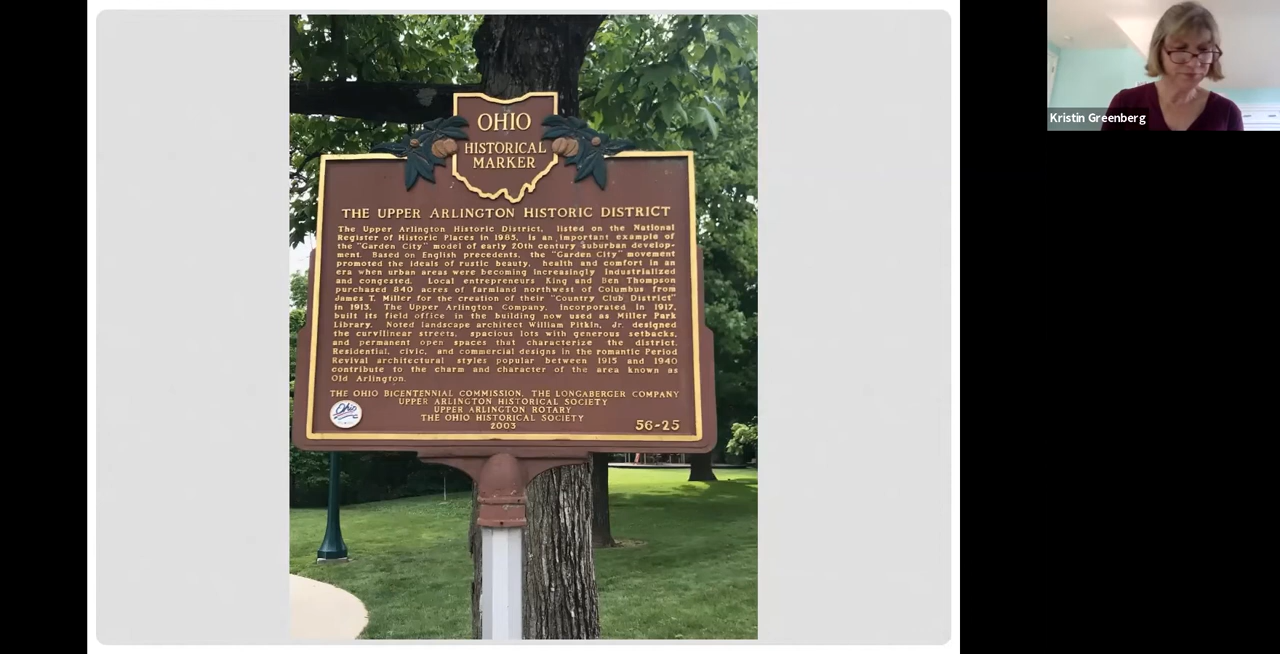 OHIO
HISTORICAL
MARKER
THE UPPER ARLINGTON HISTORIC DISTRICT
The Upper Arlington Historic District, listed on the National
Register of Historic Places in 1985, is an important example of
the "Garden City" model of early 20th century suburban develop-
ment. Based on English precedents, the "Garden City" movement
promoted the ideals of rustic beauty, health and comfort in an
era when urban areas were becoming increasingly industrialized
and congested. Local entrepreneurs King and Ben Thompson
purchased 840 acres of farmland northwest of Columbus from
James T. Miller for the creation of their "Country Club District"
in 1913. The Upper Arlington Company, incorporated in 1917,
built its field office in the building now used as Miller Park
Library. Noted landscape architect William Pitkin, Jr. designed
the curvilinear streets, spacious lots with generous setbacks,
and permanent open spaces that characterize the district.
Residential, civic, and commercial designs in the romantic Period
Revival architectural styles popular between 1915 and 1940
contribute to the charm and character of the area known as
Old Arlington.
THE OHIO BICENTENNIAL COMMISSION, THE LONGABERGER COMPANY
UPPER ARLINGTON HISTORICAL SOCIETY
UPPER ARLINGTON ROTARY
THE OHIO HISTORICAL SOCIETY
2003
56-25
Ohio
Kristin Greenberg